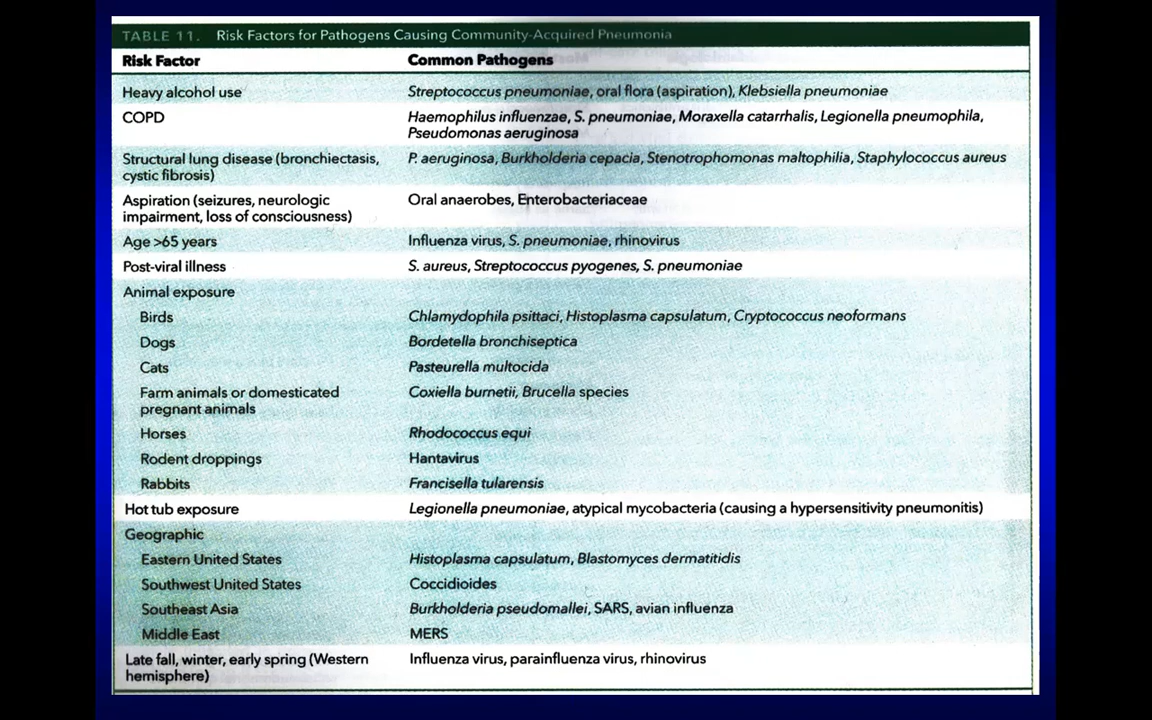 TABLE 11. Risk Factors for Pathogens Causing Community-Acquired Pneumonia
Risk Factor Common Pathogens
Heavy alcohol use Streptococcus pneumoniae, oral flora (aspiration), Klebsiella pneumoniae
COPD Haemophilus influenzae, S. pneumoniae, Moraxella catarrhalis, Legionella pneumophila,
Pseudomonas aeruginosa
Structural lung disease (bronchiectasis, P. aeruginosa, Burkholderia cepacia, Stenotrophomonas maltophilia, Staphylococcus aureus
cystic fibrosis)
Aspiration (seizures, neurologic Oral anaerobes, Enterobacteriaceae
impairment, loss of consciousness)
Age >65 years Influenza virus, S. pneumoniae, rhinovirus
Post-viral illness S. aureus, Streptococcus pyogenes, S. pneumoniae
Animal exposure
Birds Chlamydophila psittaci, Histoplasma capsulatum, Cryptococcus neoformans
Dogs Bordetella bronchiseptica
Cats Pasteurella multocida
Farm animals or domesticated Coxiella burnetii, Brucella species
pregnant animals
Horses Rhodococcus equi
Rodent droppings Hantavirus
Rabbits Francisella tularensis
Hot tub exposure Legionella pneumoniae, atypical mycobacteria (causing a hypersensitivity pneumonitis)
Geographic
Eastern United States Histoplasma capsulatum, Blastomyces dermatitidis
Southwest United States Coccidioides
Southeast Asia Burkholderia pseudomallei, SARS, avian influenza
Middle East MERS
Late fall, winter, early spring (Western Influenza virus, parainfluenza virus, rhinovirus
hemisphere)